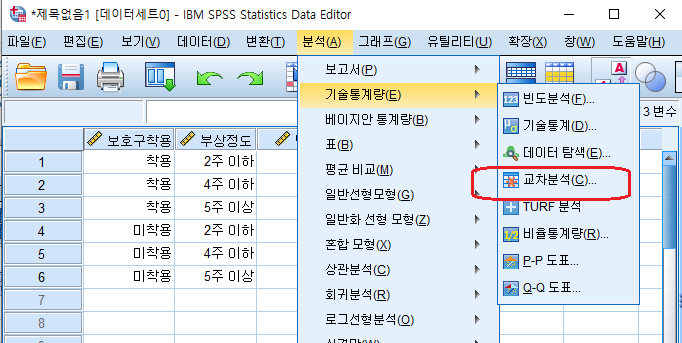 *제목없음1 [데이터세트0] - IBM SPSS Statistics Data Editor
파일(F) 편집(E) 보기(V) 데이터(D) 변환(T) 분석(A) 그래프(G) 유틸리티(U) 확장(X) 창(W) 도움말(H)
보고서(P)
기술통계량(E)
베이지안 통계량(B)
표(B)
평균 비교(M)
일반선형모형(G)
일반화 선형 모형(Z)
혼합 모형(X)
상관분석(C)
회귀분석(R)
로그선형분석(O)
123 빈도분석(F)...
기술통계(D)...
데이터 탐색(E)...
교차분석(C)...
TURF 분석
1/2 비율통계량(R)...
P-P 도표...
Q-Q 도표...
A
3 변수
보호구착용 부상정도
1 착용 2주 이하
2 착용 4주 이하
3 착용 5주 이상
4 미착용 2주 이하
5 미착용 4주 이하
6 미착용 5주 이상
7
8